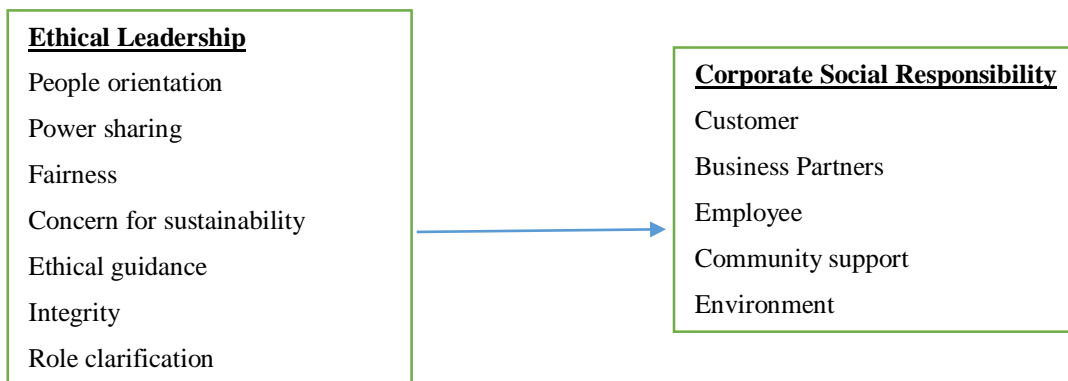 Ethical Leadership
People orientation
Power sharing
Fairness
Concern for sustainability
Ethical guidance
Integrity
Role clarification
Corporate Social Responsibility
Customer
Business Partners
Employee
Community support
Environment